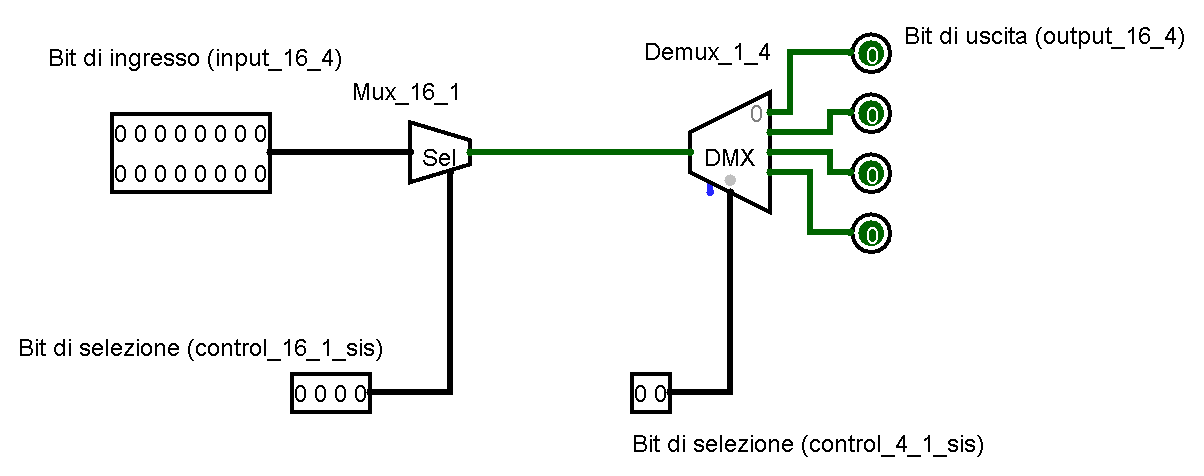 Bit di ingresso (input_16_4)
0 0 0 0 0 0 0 0
0 0 0 0 0 0 0 0
Mux_16_1
Sel
Demux_1_4
0
DMX
Bit di uscita (output_16_4)
0
0
0
0
Bit di selezione (control_16_1_sis)
0 0 0 0
0 0
Bit di selezione (control_4_1_sis)